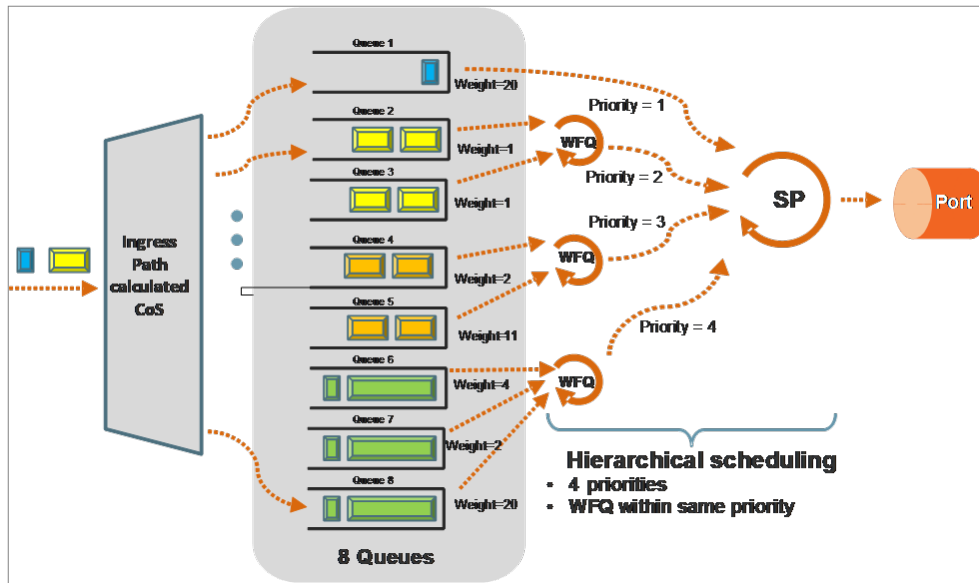 Queue 1
Weight=20
Priority = 1
Queue 2
WFQ
Weight=1
Priority = 2
Queue 3
Weight=1
SP
Port
Priority = 3
Ingress
Path
calculated
CoS
Queue 4
WFQ
Weight=2
Queue 5
Priority = 4
Weight=11
Queue 6
WFQ
Weight=4
Queue 7
Weight=2
Hierarchical scheduling
• 4 priorities
• WFQ within same priority
Queue 8
Weight=20
8 Queues